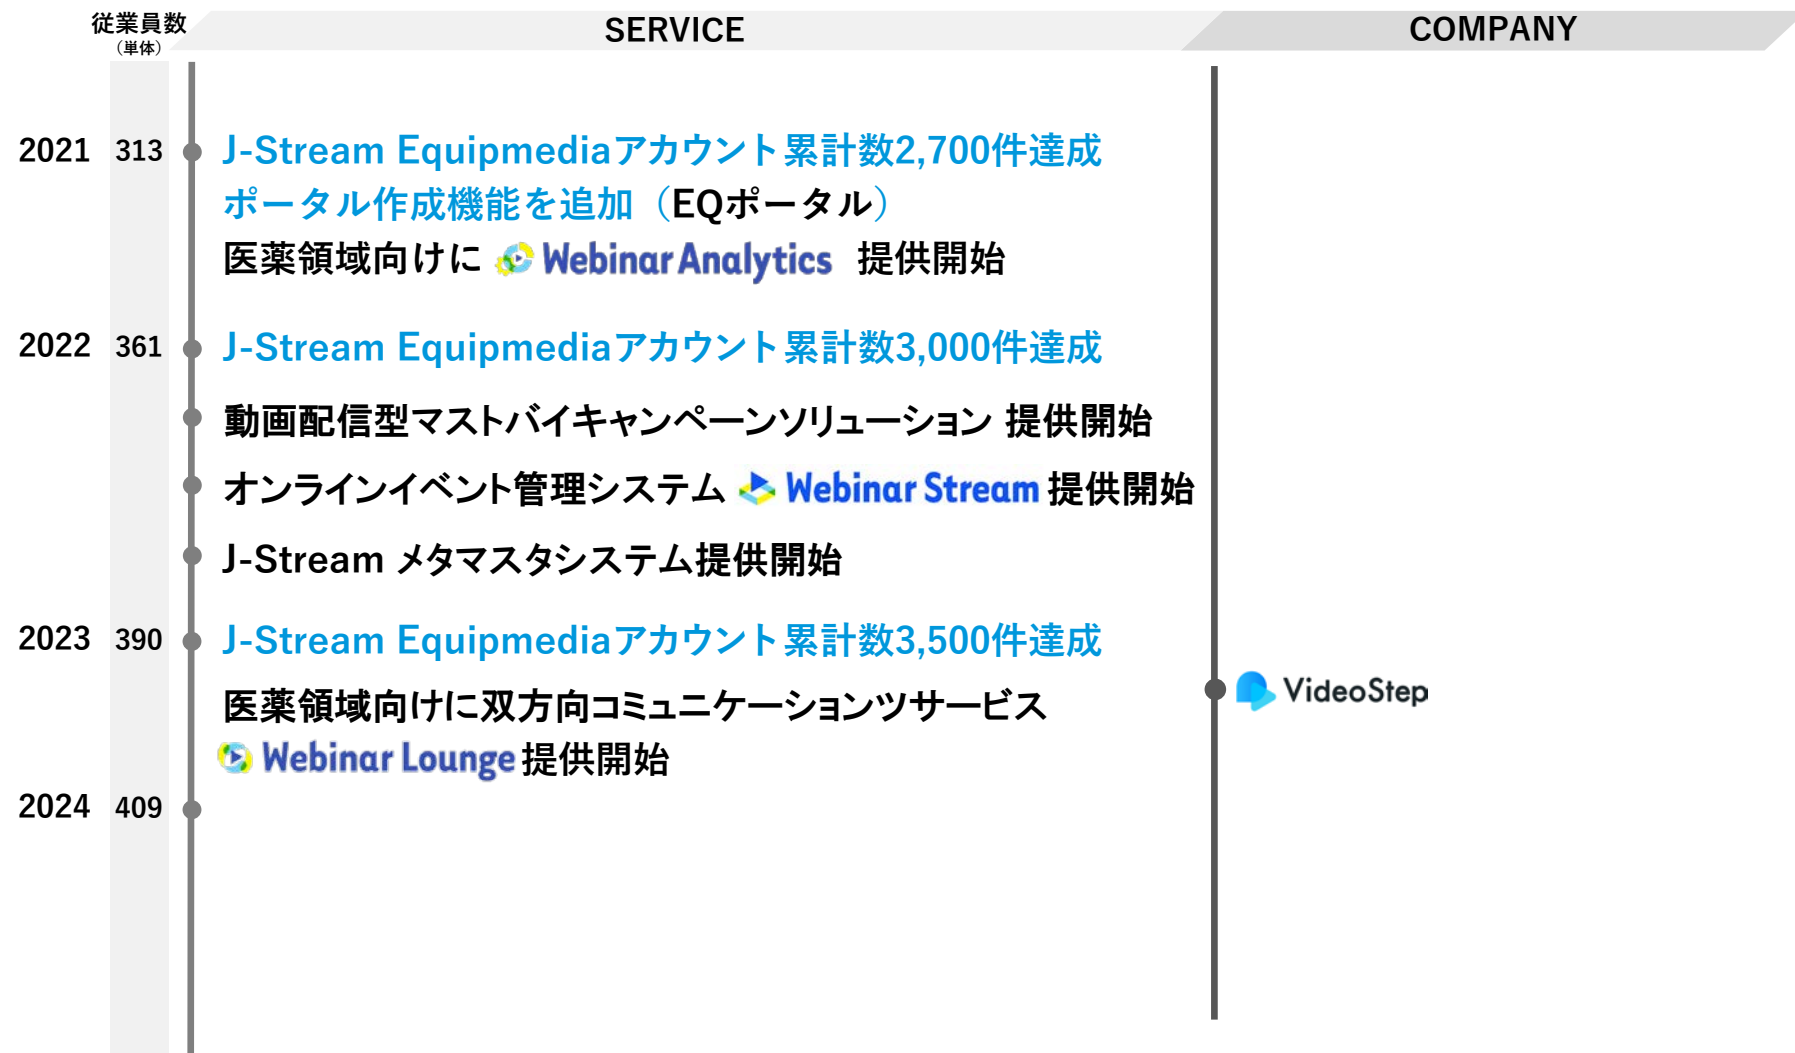 従業員数
（単体）
SERVICE
COMPANY
2021 313 J-Stream Equipmediaアカウント累計数2,700件達成
ポータル作成機能を追加（EQポータル）
医薬領域向けに Webinar Analytics 提供開始
2022 361 J-Stream Equipmediaアカウント累計数3,000件達成
動画配信型マストバイキャンペーンソリューション 提供開始
オンラインイベント管理システム Webinar Stream 提供開始
J-Stream メタマスタシステム提供開始
2023 390 J-Stream Equipmediaアカウント累計数3,500件達成
VideoStep
医薬領域向けに双方向コミュニケーションツサービス
Webinar Lounge 提供開始
2024 409